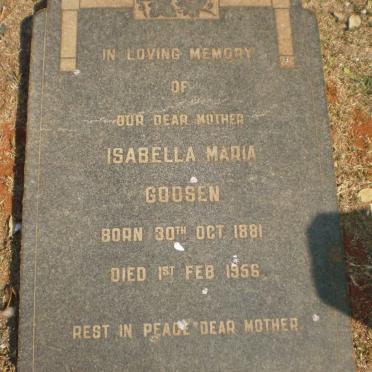 IN LOVING MEMORY
OF
OUR DEAR MOTHER
ISABELLA MARIA
GODSEN
BORN 30TH OCT 1881
DIED 1ST FEB 1956
REST IN PEACE DEAR MOTHER